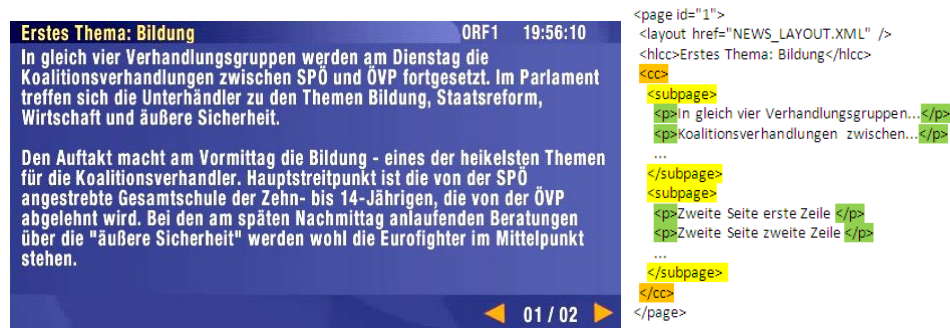 Erstes Thema: Bildung ORF1 19:56:10
In gleich vier Verhandlungsgruppen werden am Dienstag die
Koalitionsverhandlungen zwischen SPÖ und ÖVP fortgesetzt. Im Parlament
treffen sich die Unterhändler zu den Themen Bildung, Staatsreform,
Wirtschaft und äußere Sicherheit.
Den Auftakt macht am Vormittag die Bildung - eines der heikelsten Themen
für die Koalitionsverhandler. Hauptstreitpunkt ist die von der SPÖ
angestrebte Gesamtschule der Zehn- bis 14-Jährigen, die von der ÖVP
abgelehnt wird. Bei den am späten Nachmittag anlaufenden Beratungen
über die "äußere Sicherheit" werden wohl die Eurofighter im Mittelpunkt
stehen.
01 / 02
<page id="1">
<layout href="NEWS_LAYOUT.XML" />
<hlcc>Erstes Thema: Bildung</hlcc>
<cc>
<subpage>
<p>In gleich vier Verhandlungsgruppen...</p>
<p>Koalitionsverhandlungen zwischen...</p>
...
</subpage>
<subpage>
<p>Zweite Seite erste Zeile </p>
<p>Zweite Seite zweite Zeile </p>
...
</subpage>
</cc>
</page>